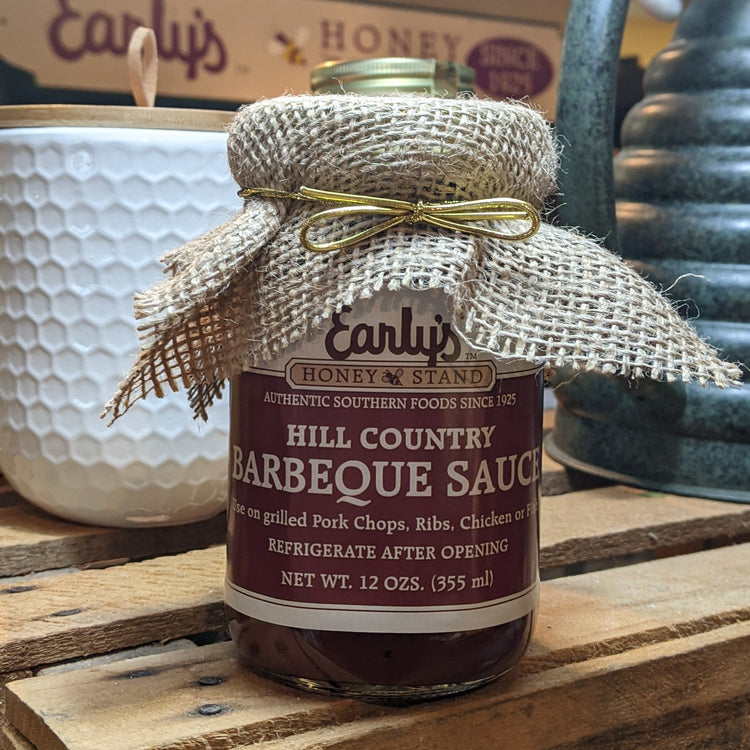 Early's
HONEY
SINCE
1925
Early's™
HONEY STAND
AUTHENTIC SOUTHERN FOODS SINCE 1925
HILL COUNTRY
BARBEQUE SAUCE
Use on grilled Pork Chops, Ribs, Chicken or
REFRIGERATE AFTER OPENING
NET WT. 12 OZS. (355 ml)